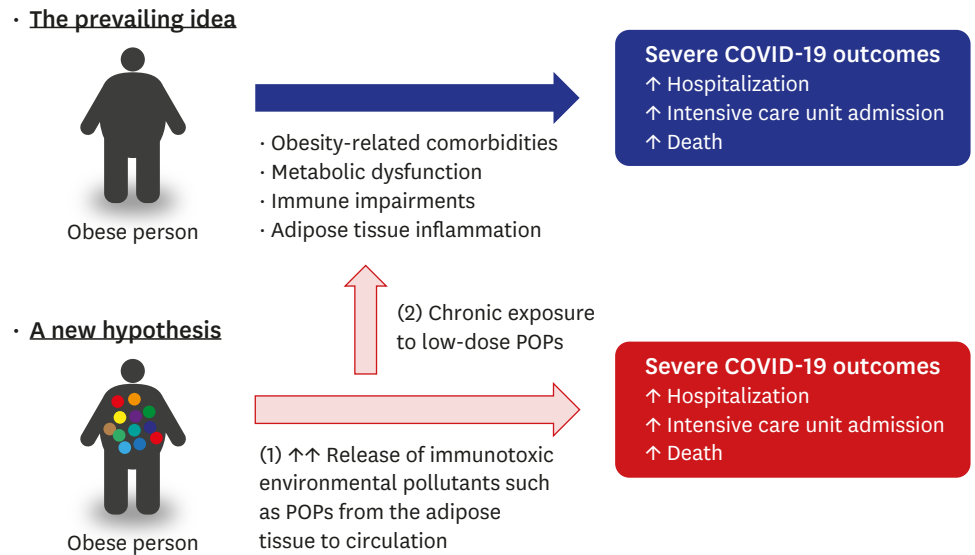 · The prevailing idea
Obese person
· Obesity-related comorbidities
· Metabolic dysfunction
· Immune impairments
· Adipose tissue inflammation
Severe COVID-19 outcomes
↑ Hospitalization
↑ Intensive care unit admission
↑ Death
· A new hypothesis
Obese person
(2) Chronic exposure
to low-dose POPs
(1) ↑↑ Release of immunotoxic
environmental pollutants such
as POPs from the adipose
tissue to circulation
Severe COVID-19 outcomes
↑ Hospitalization
↑ Intensive care unit admission
↑ Death